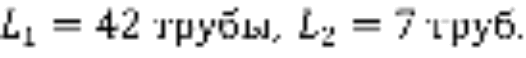 L₁ = 42 трубы, L₂ = 7 труб.